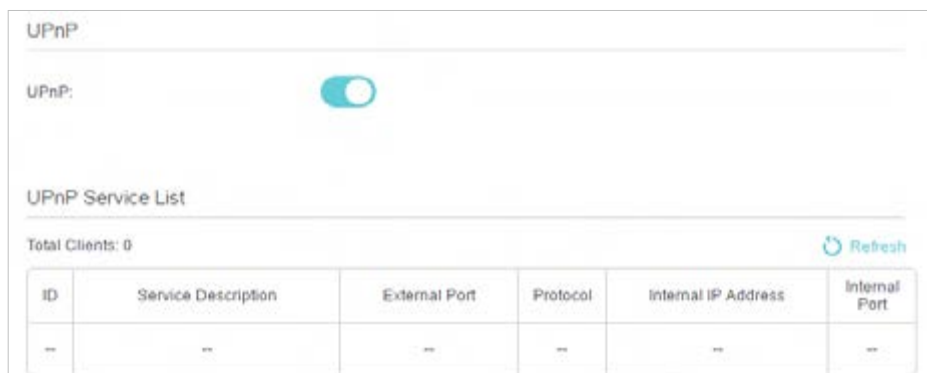 UPnP
UPnP:
UPnP Service List
Total Clients: 0
Refresh
ID Service Description External Port Protocol Internal IP Address Internal Port
-- -- -- -- -- --